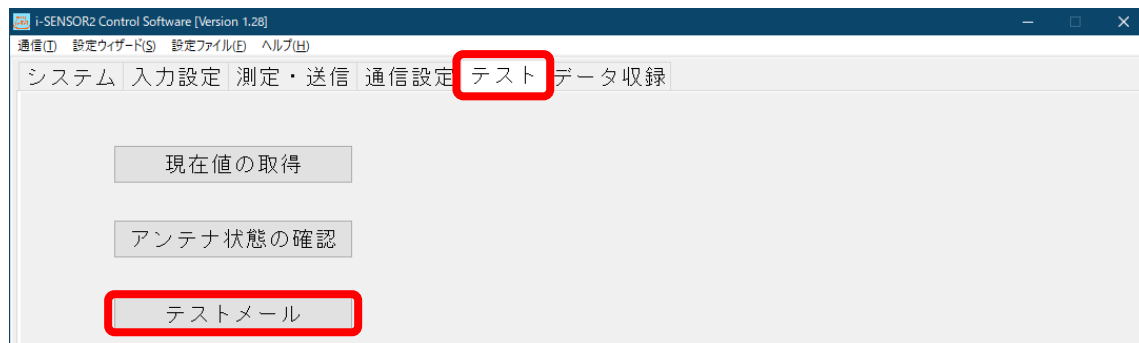 i-SENSOR2 Control Software [Version 1.28]
通信(T) 設定ウィザード(S) 設定ファイル(F) ヘルプ(H)
システム 入力設定 測定・送信 通信設定 テスト データ収録
現在値の取得
アンテナ状態の確認
テストメール